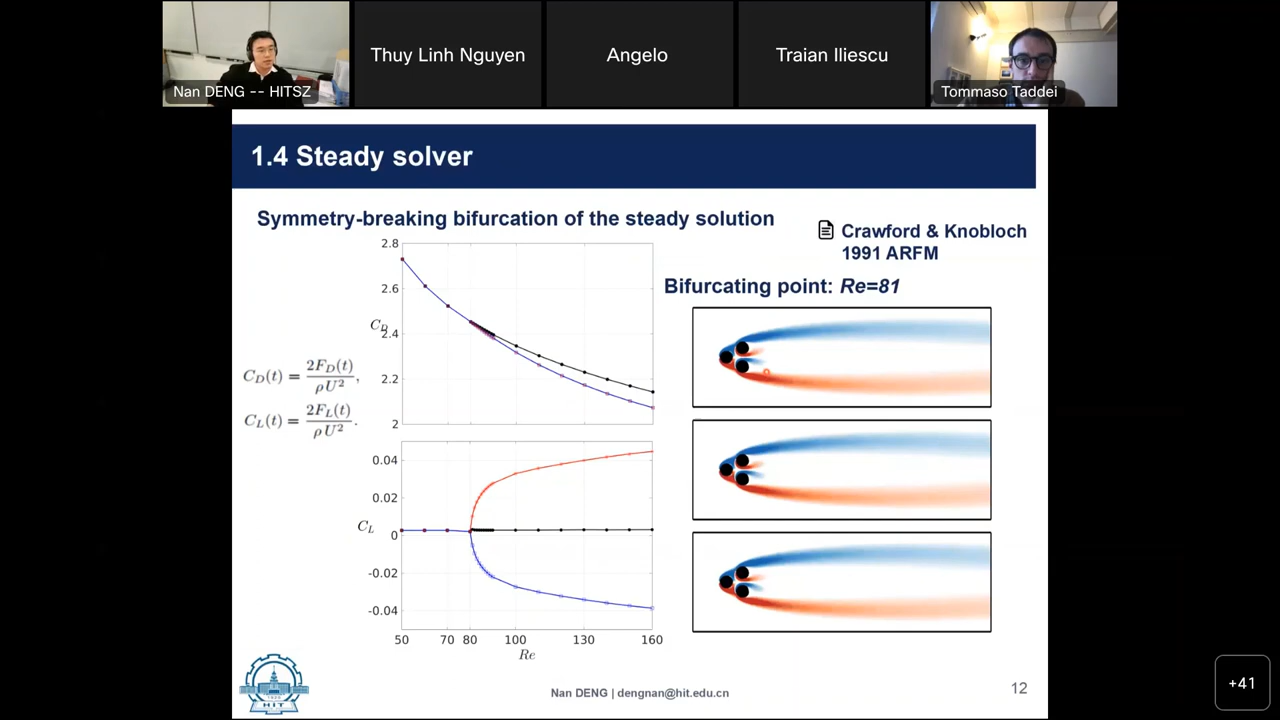 Nan DENG -- HITSZ
Thuy Linh Nguyen
Angelo
Traian Iliescu
Tommaso Taddei
1.4 Steady solver
Symmetry-breaking bifurcation of the steady solution
Crawford & Knobloch
1991 ARFM
Bifurcating point: Re=81
C_D(t) = 2F_D(t) / ρU²,
C_L(t) = 2F_L(t) / ρU².
2.8
2.6
C_D
2.4
2.2
2
0.04
0.02
C_L
0
-0.02
-0.04
50 70 80 100 130 160
Re
HIT
Nan DENG | dengnan@hit.edu.cn
12
+41